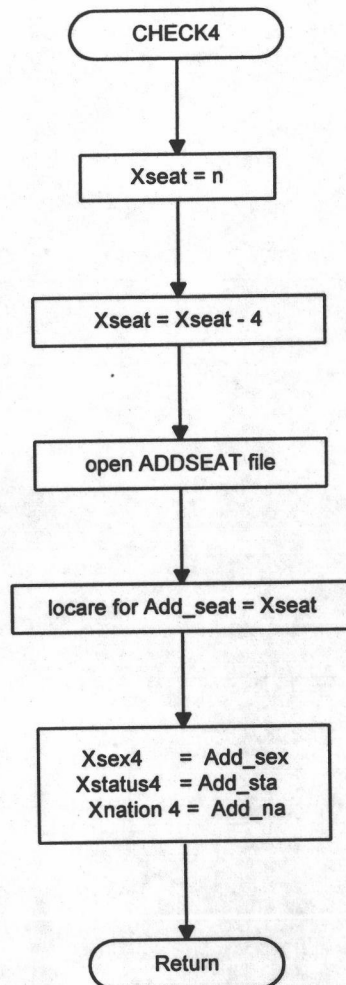 CHECK4
Xseat = n
Xseat = Xseat - 4
open ADDSEAT file
locare for Add_seat = Xseat
Xsex4 = Add_sex
Xstatus4 = Add_sta
Xnation 4 = Add_na
Return